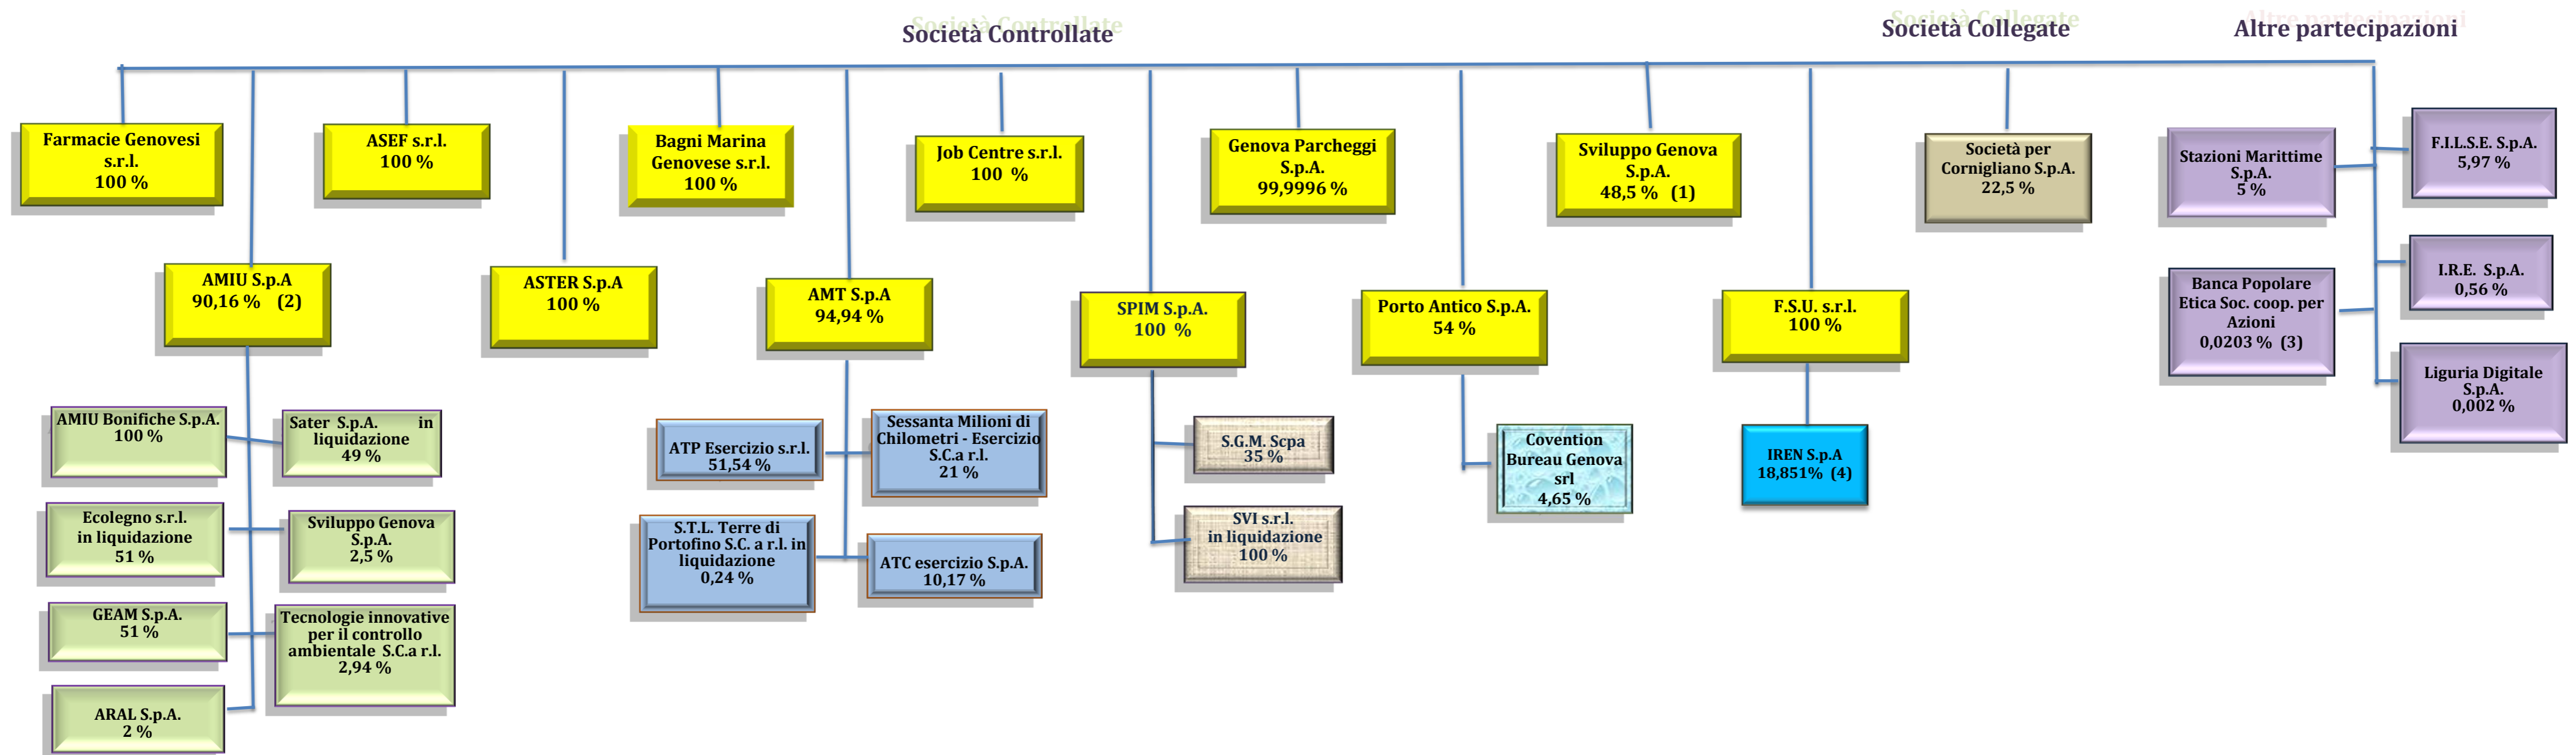 Società Controllate
Società Collegate
Altre partecipazioni
Farmacie Genovesi
s.r.l.
100 %
ASEF s.r.l.
100 %
Bagni Marina
Genovese s.r.l.
100 %
Job Centre s.r.l.
100 %
Genova Parcheggi
S.p.A.
99,9996 %
Sviluppo Genova
S.p.A.
48,5 % (1)
Società per
Cornigliano S.p.A.
22,5 %
Stazioni Marittime
S.p.A.
5 %
F.I.L.S.E. S.p.A.
5,97 %
AMIU S.p.A
90,16 % (2)
ASTER S.p.A
100 %
AMT S.p.A
94,94 %
SPIM S.p.A.
100 %
Porto Antico S.p.A.
54 %
F.S.U. s.r.l.
100 %
Banca Popolare
Etica Soc. coop. per
Azioni
0,0203 % (3)
I.R.E. S.p.A.
0,56 %
Liguria Digitale
S.p.A.
0,002 %
AMIU Bonifiche S.p.A.
100 %
Sater S.p.A. in
liquidazione
49 %
Ecolegno s.r.l.
in liquidazione
51 %
Sviluppo Genova
S.p.A.
2,5 %
GEAM S.p.A.
51 %
Tecnologie innovative
per il controllo
ambientale S.C.a r.l.
2,94 %
ARAL S.p.A.
2 %
ATP Esercizio s.r.l.
51,54 %
Sessanta Milioni di
Chilometri - Esercizio
S.C.a r.l.
21 %
S.T.L. Terre di
Portofino S.C. a r.l. in
liquidazione
0,24 %
ATC esercizio S.p.A.
10,17 %
S.G.M. Scpa
35 %
SVI s.r.l.
in liquidazione
100 %
Covention
Bureau Genova
srl
4,65 %
IREN S.p.A
18,851% (4)